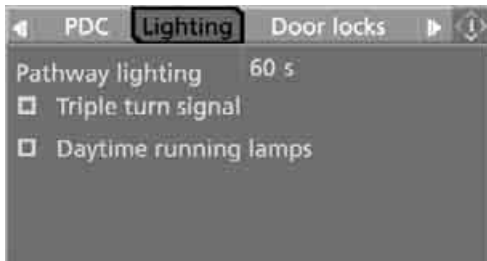 PDC Lighting Door locks
Pathway lighting 60 s
Triple turn signal
Daytime running lamps